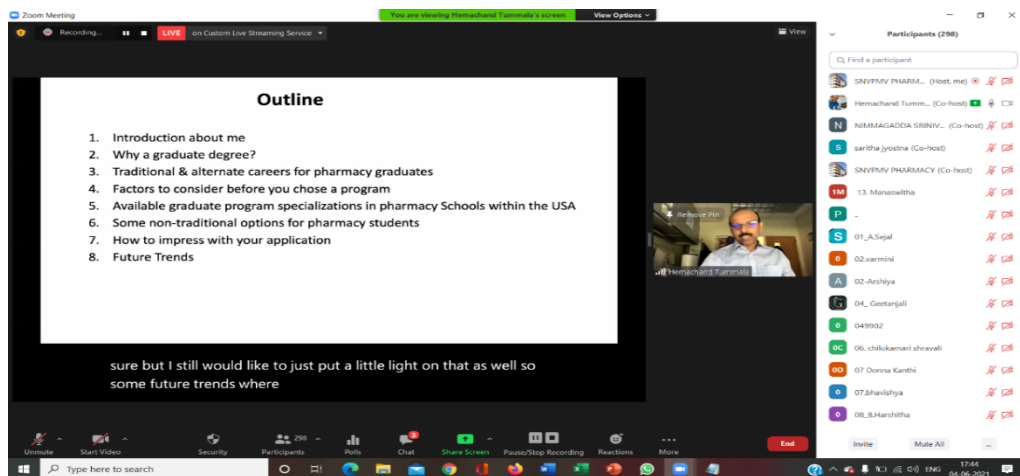 Zoom Meeting
You are viewing Hemachand Tummala's screen
View Options
Recording...
LIVE
on Custom Live Streaming Service
View
Participants (298)
Find a participant
Outline
1. Introduction about me
2. Why a graduate degree?
3. Traditional & alternate careers for pharmacy graduates
4. Factors to consider before you chose a program
5. Available graduate program specializations in pharmacy Schools within the USA
6. Some non-traditional options for pharmacy students
7. How to impress with your application
8. Future Trends
sure but I still would like to just put a little light on that as well so
some future trends where
Remove Pin
Hemachand Tummala
SNVPMV PHARM... (Host, me)
Hemachand Tumm... (Co-host)
N NIMMAGADDA SRINIV... (Co-host)
s saritha jyostna (Co-host)
SNVPMV PHARMACY (Co-host)
1M 13. Manaswitha
P -
S 01_A.Sejal
0 02.varmini
A 02-Arshiya
G 04_ Geetanjali
0 049902
0C 06. chilukamari shravali
0D 07 Donna Kanthi
0 07.bhavishya
0 08_B.Harshitha
Unmute
Start Video
Security
298
Participants
Polls
3
Chat
Share Screen
Pause/Stop Recording
Reactions
More
End
Invite
Mute All
...
Type here to search
ENG
17:44
04-06-2021